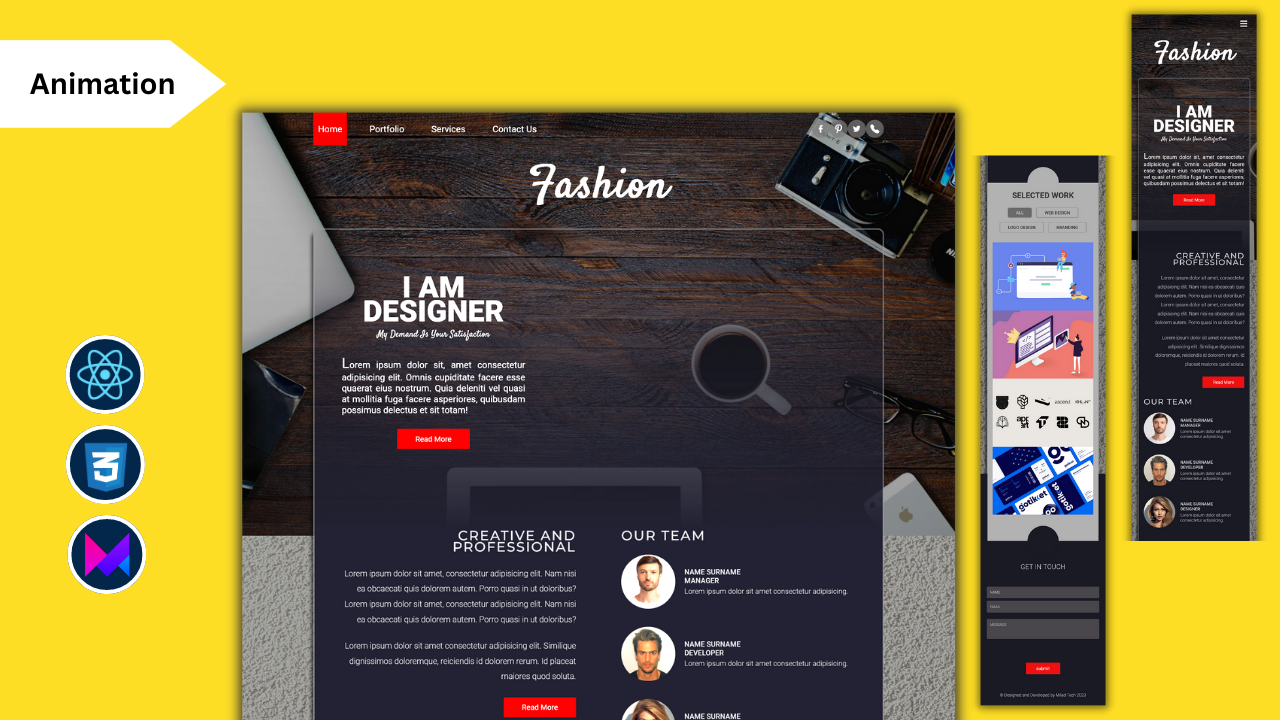 Animation
Home
Portfolio
Services
Contact Us
Fashion
I AM
DESIGNER
My Demand Is Your Satisfaction
Lorem ipsum dolor sit, amet consectetur
adipisicing elit. Omnis cupiditate facere esse
quaerat eius nostrum. Quia deleniti vel quasi
at mollitia fugit facere asperiores, quibusdam
possimus delectus et sit totam!
Read More
CREATIVE AND
PROFESSIONAL
Lorem ipsum dolor sit amet, consectetur adipisicing elit. Nam nisi
ea obcaecati quis dolorem autem. Porro quasi in ut doloribus?
Lorem ipsum dolor sit amet, consectetur adipisicing elit. Nam nisi
ea obcaecati quis dolorem autem. Porro quasi in ut doloribus?
Lorem ipsum dolor sit amet, consectetur adipisicing elit. Similique
dignissimos doloremque, reiciendis id dolorem rerum. Id placeat
maiores quod soluta.
Read More
OUR TEAM
NAME SURNAME
MANAGER
Lorem ipsum dolor sit amet consectetur adipisicing.
NAME SURNAME
DEVELOPER
Lorem ipsum dolor sit amet consectetur adipisicing.
NAME SURNAME
SELECTED WORK
ALL
WEB DESIGN
LOGO DESIGN
BRANDING
ascend
gotikket
gotik
GET IN TOUCH
NAME
EMAIL
MESSAGE
submit
© Designed and Developed by Milad Tech 2023
Fashion
I AM
DESIGNER
My Demand Is Your Satisfaction
Lorem ipsum dolor sit, amet consectetur
adipisicing elit. Omnis cupiditate facere
esse quaerat eius nostrum. Quia deleniti
vel quasi at mollitia fugit facere asperiores,
quibusdam possimus delectus et sit totam!
Read More
CREATIVE AND
PROFESSIONAL
Lorem ipsum dolor sit amet, consectetur
adipisicing elit. Nam nisi ea obcaecati quis
dolorem autem. Porro quasi in ut doloribus?
Lorem ipsum dolor sit amet, consectetur
adipisicing elit. Nam nisi ea obcaecati quis
dolorem autem. Porro quasi in ut doloribus?
Lorem ipsum dolor sit amet, consectetur
adipisicing elit. Similique dignissimos
doloremque, reiciendis id dolorem rerum. Id
placeat maiores quod soluta.
Read More
OUR TEAM
NAME SURNAME
MANAGER
Lorem ipsum dolor sit amet
consectetur adipisicing.
NAME SURNAME
DEVELOPER
Lorem ipsum dolor sit amet
consectetur adipisicing.
NAME SURNAME
DESIGNER
Lorem ipsum dolor sit amet
consectetur adipisicing.